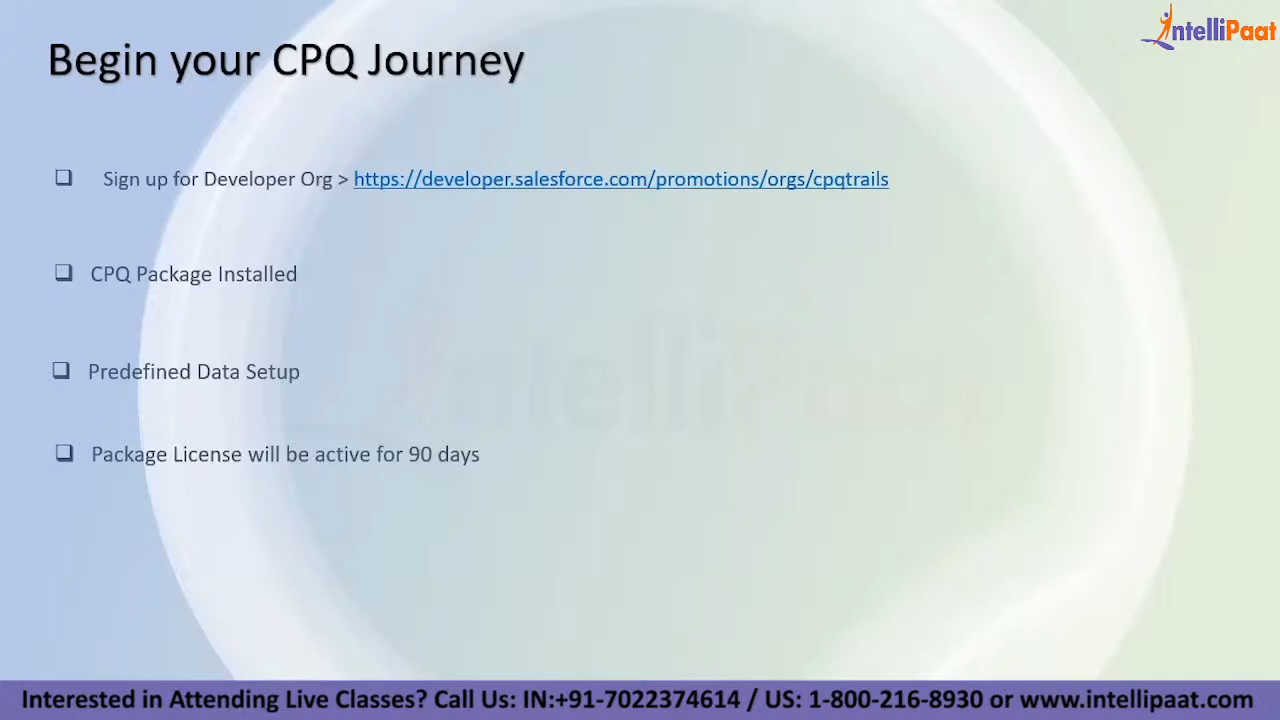 IntelliPaat
Begin your CPQ Journey
Sign up for Developer Org > https://developer.salesforce.com/promotions/orgs/cpqtrails
CPQ Package Installed
Predefined Data Setup
IntelliPaat
Package License will be active for 90 days
Interested in Attending Live Classes? Call Us: IN:+91-7022374614 / US: 1-800-216-8930 or www.intellipaat.com